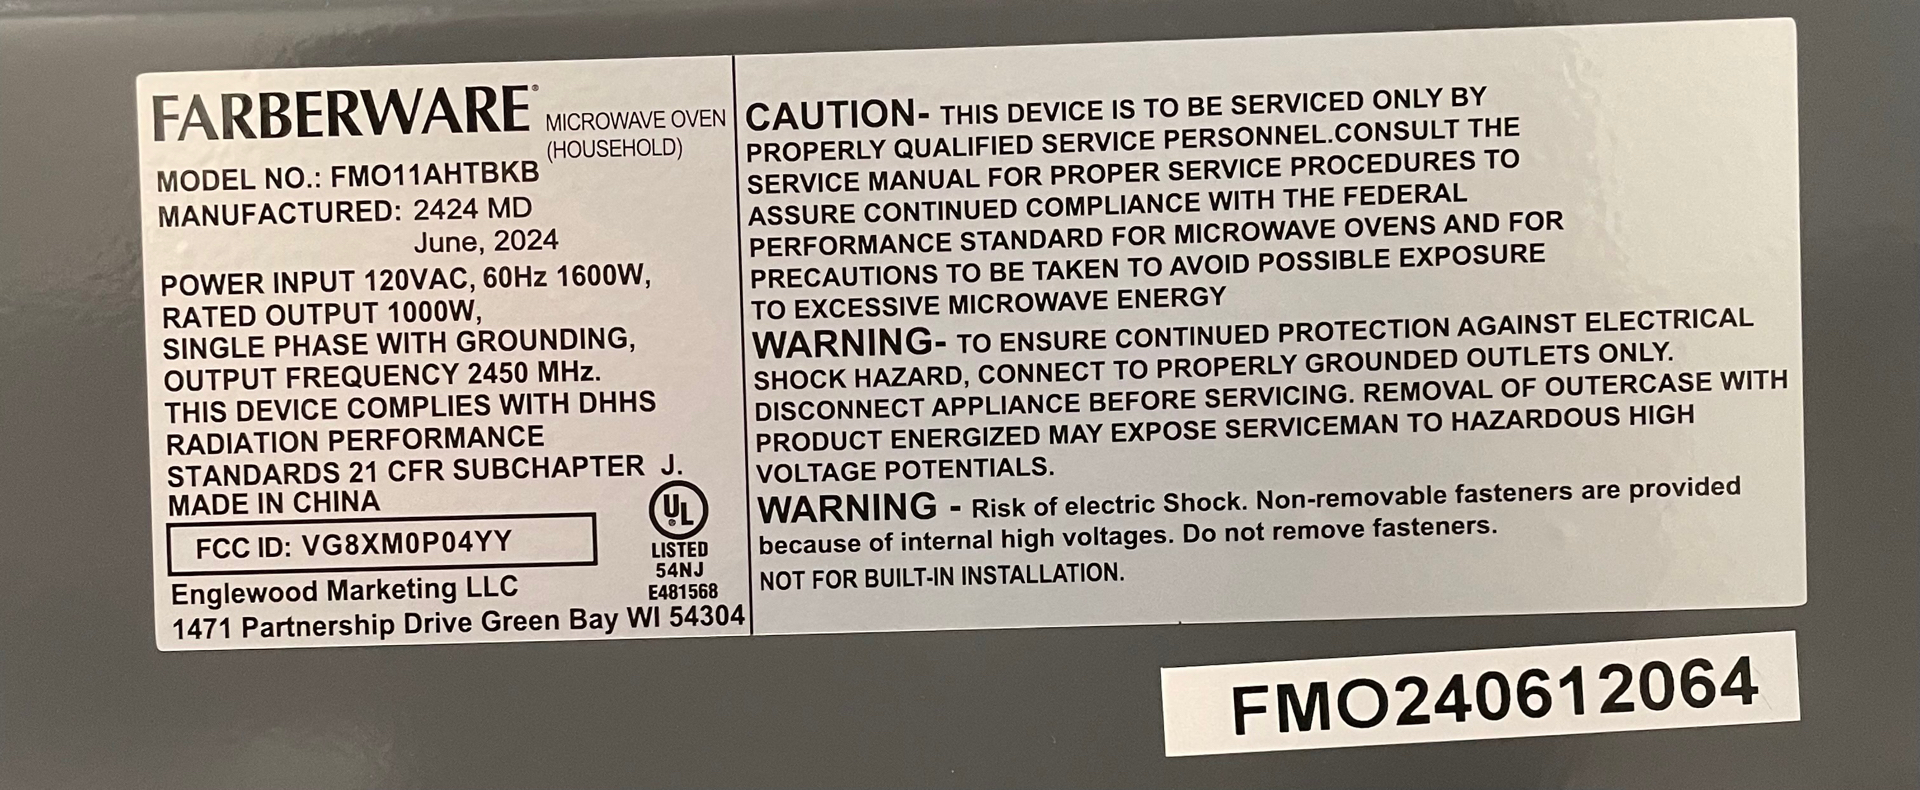 FARBERWARE®
MICROWAVE OVEN
(HOUSEHOLD)
MODEL NO.: FMO11AHTBKB
MANUFACTURED: 2424 MD
June, 2024
POWER INPUT 120VAC, 60Hz 1600W,
RATED OUTPUT 1000W,
SINGLE PHASE WITH GROUNDING,
OUTPUT FREQUENCY 2450 MHz.
THIS DEVICE COMPLIES WITH DHHS
RADIATION PERFORMANCE
STANDARDS 21 CFR SUBCHAPTER J.
MADE IN CHINA
FCC ID: VG8XM0P04YY
UL®
LISTED
54NJ
E481568
Englewood Marketing LLC
1471 Partnership Drive Green Bay WI 54304
CAUTION- THIS DEVICE IS TO BE SERVICED ONLY BY
PROPERLY QUALIFIED SERVICE PERSONNEL.CONSULT THE
SERVICE MANUAL FOR PROPER SERVICE PROCEDURES TO
ASSURE CONTINUED COMPLIANCE WITH THE FEDERAL
PERFORMANCE STANDARD FOR MICROWAVE OVENS AND FOR
PRECAUTIONS TO BE TAKEN TO AVOID POSSIBLE EXPOSURE
TO EXCESSIVE MICROWAVE ENERGY
WARNING- TO ENSURE CONTINUED PROTECTION AGAINST ELECTRICAL
SHOCK HAZARD, CONNECT TO PROPERLY GROUNDED OUTLETS ONLY.
DISCONNECT APPLIANCE BEFORE SERVICING. REMOVAL OF OUTERCASE WITH
PRODUCT ENERGIZED MAY EXPOSE SERVICEMAN TO HAZARDOUS HIGH
VOLTAGE POTENTIALS.
WARNING - Risk of electric Shock. Non-removable fasteners are provided
because of internal high voltages. Do not remove fasteners.
NOT FOR BUILT-IN INSTALLATION.
FMO240612064